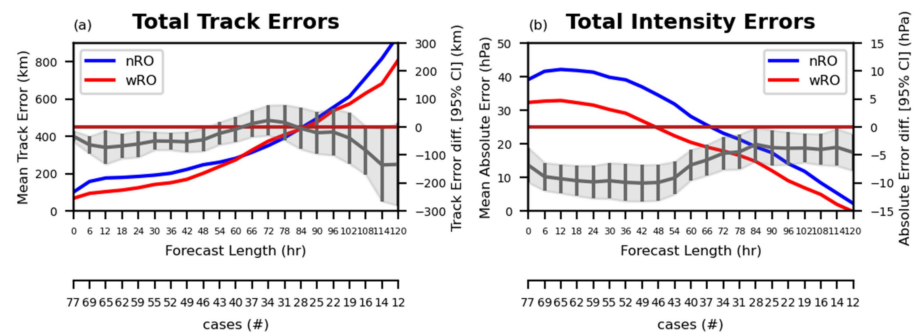 (a) Total Track Errors
800
600
400
200
0
Mean Track Error (km)
nRO
wRO
300
200
100
0
−100
−200
−300
Track Error diff. [95% CI] (km)
0 6 12 18 24 30 36 42 48 54 60 66 72 78 84 90 96 102 108 114 120
Forecast Length (hr)
77 69 65 62 59 55 52 49 46 43 40 37 34 31 28 25 22 19 16 14 12
cases (#)
(b) Total Intensity Errors
50
40
30
20
10
0
Mean Absolute Error (hPa)
nRO
wRO
15
10
5
0
−5
−10
−15
Absolute Error diff. [95% CI] (hPa)
0 6 12 18 24 30 36 42 48 54 60 66 72 78 84 90 96 102 108 114 120
Forecast Length (hr)
77 69 65 62 59 55 52 49 46 43 40 37 34 31 28 25 22 19 16 14 12
cases (#)